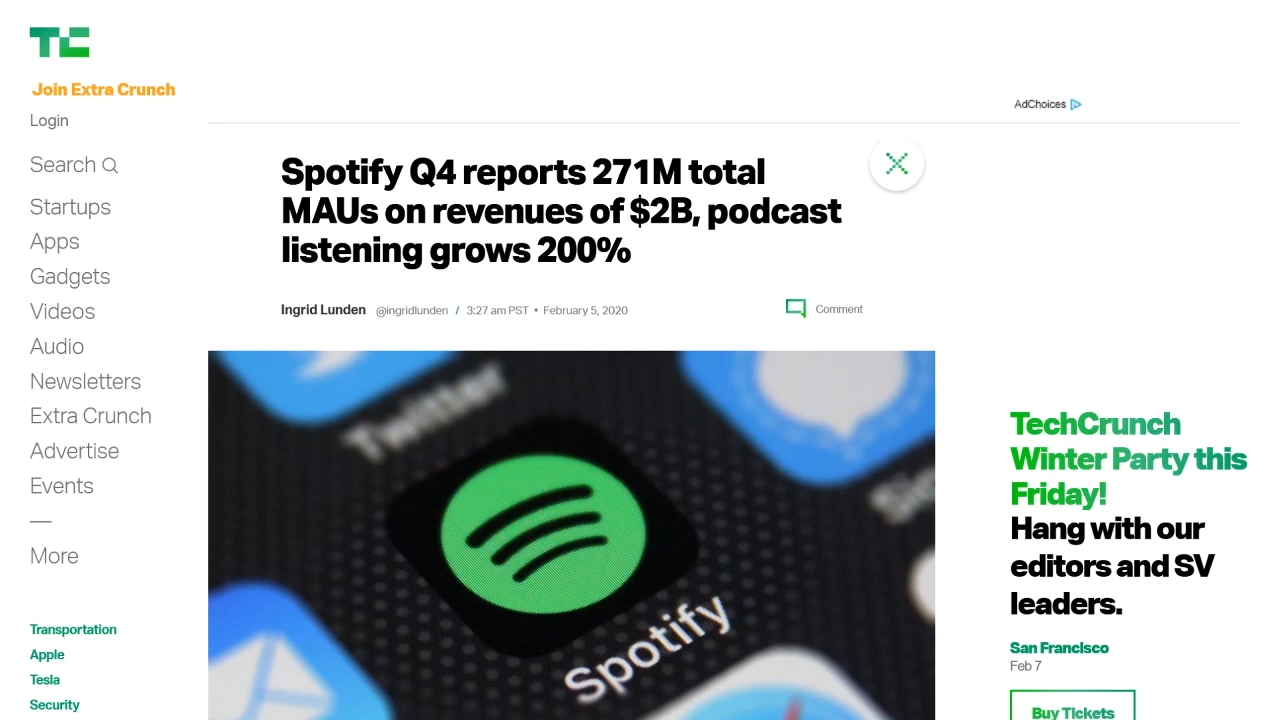 TC
Join Extra Crunch
Login
Search
Startups
Apps
Gadgets
Videos
Audio
Newsletters
Extra Crunch
Advertise
Events
—
More
Transportation
Apple
Tesla
Security
AdChoices
Spotify Q4 reports 271M total
MAUs on revenues of $2B, podcast
listening grows 200%
Ingrid Lunden @ingridlunden / 3:27 am PST • February 5, 2020
Comment
Twitter
Spotify
TechCrunch
Winter Party this
Friday!
Hang with our
editors and SV
leaders.
San Francisco
Feb 7
Buy Tickets